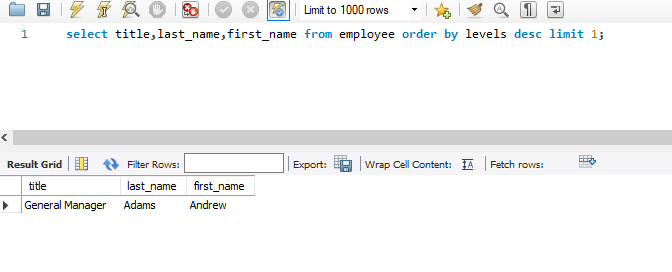 Limit to 1000 rows
1 select title,last_name,first_name from employee order by levels desc limit 1;
Result Grid Filter Rows: Export: Wrap Cell Content: Fetch rows:
title last_name first_name
General Manager Adams Andrew